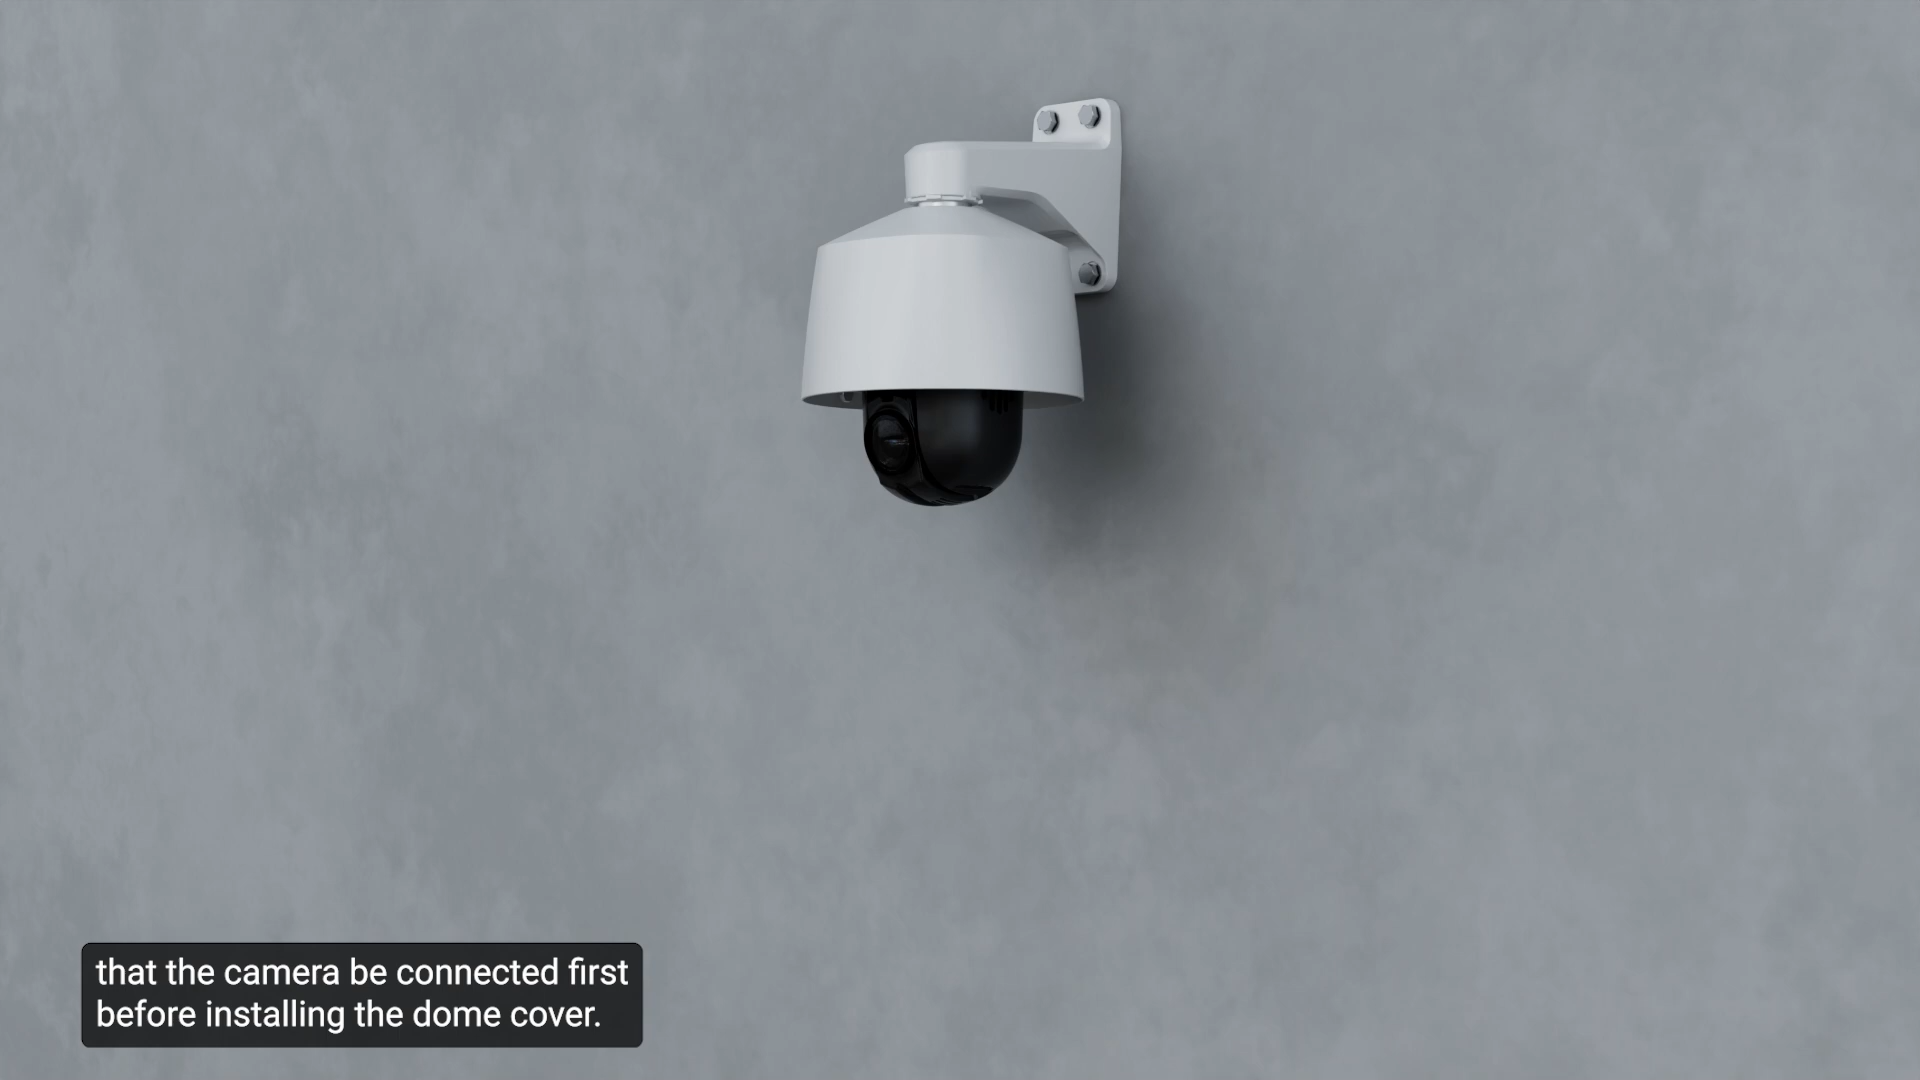 that the camera be connected first
before installing the dome cover.